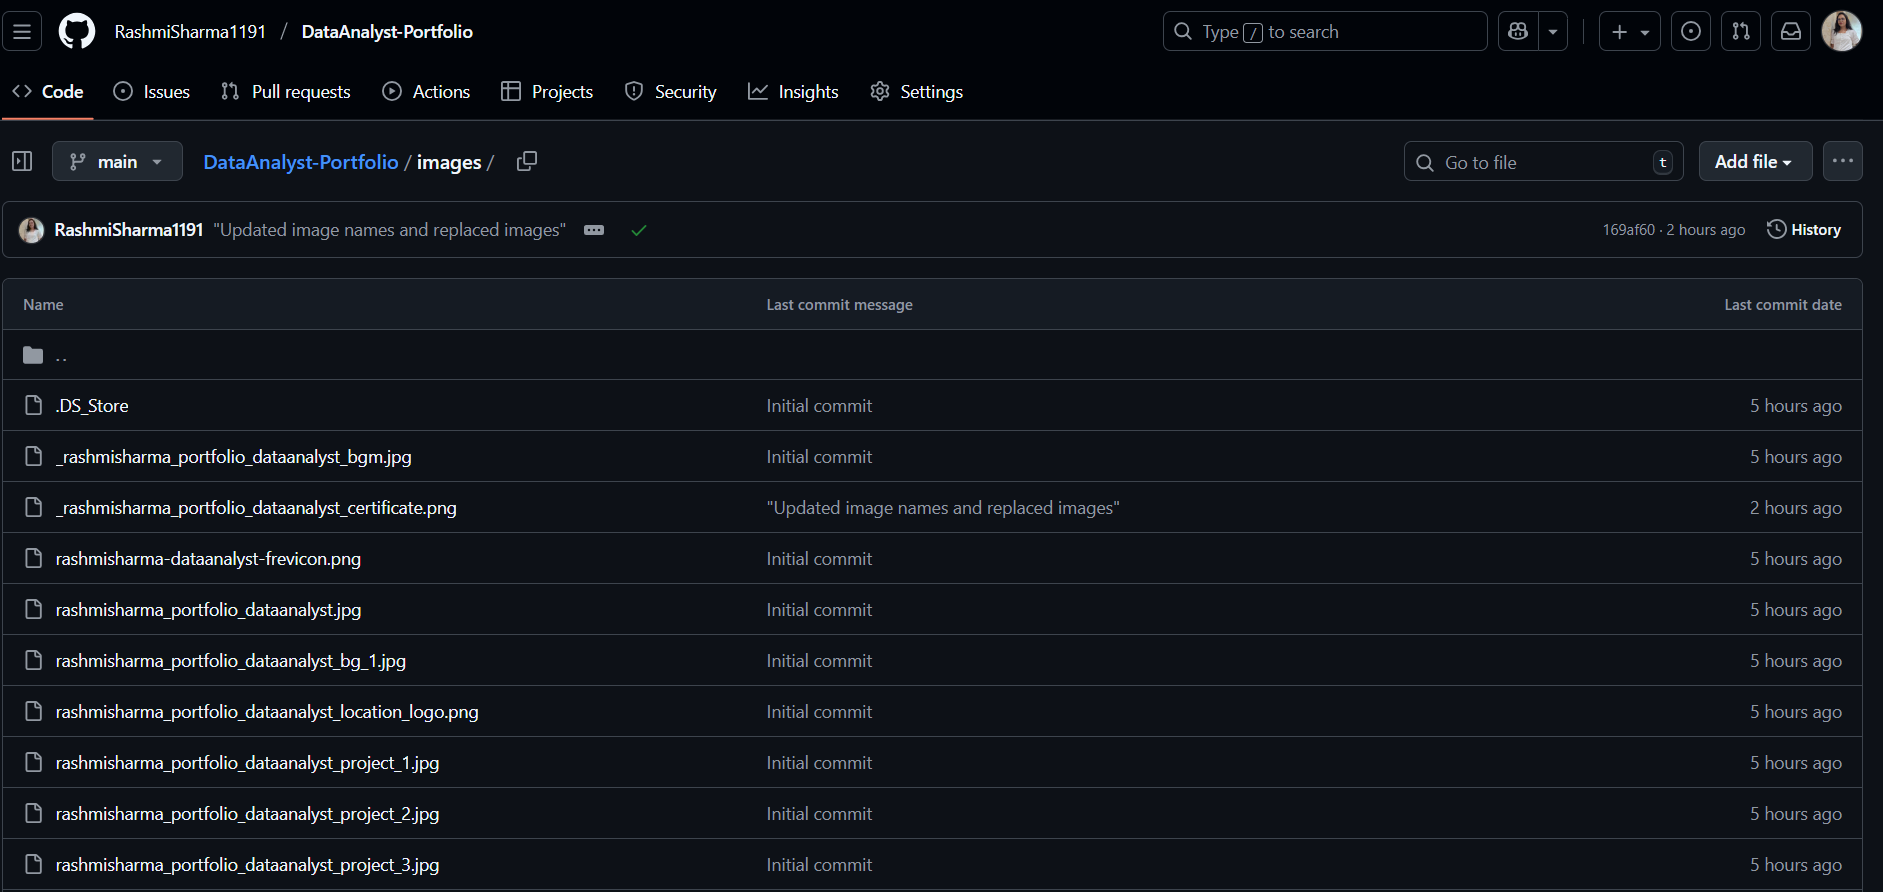 RashmiSharma1191 / DataAnalyst-Portfolio
Type / to search
Code Issues Pull requests Actions Projects Security Insights Settings
main DataAnalyst-Portfolio / images / Go to file t Add file
RashmiSharma1191 "Updated image names and replaced images" 169af60 · 2 hours ago History
Name Last commit message Last commit date
..
.DS_Store Initial commit 5 hours ago
_rashmisharma_portfolio_dataanalyst_bgm.jpg Initial commit 5 hours ago
_rashmisharma_portfolio_dataanalyst_certificate.png "Updated image names and replaced images" 2 hours ago
rashmisharma-dataanalyst-frevicon.png Initial commit 5 hours ago
rashmisharma_portfolio_dataanalyst.jpg Initial commit 5 hours ago
rashmisharma_portfolio_dataanalyst_bg_1.jpg Initial commit 5 hours ago
rashmisharma_portfolio_dataanalyst_location_logo.png Initial commit 5 hours ago
rashmisharma_portfolio_dataanalyst_project_1.jpg Initial commit 5 hours ago
rashmisharma_portfolio_dataanalyst_project_2.jpg Initial commit 5 hours ago
rashmisharma_portfolio_dataanalyst_project_3.jpg Initial commit 5 hours ago